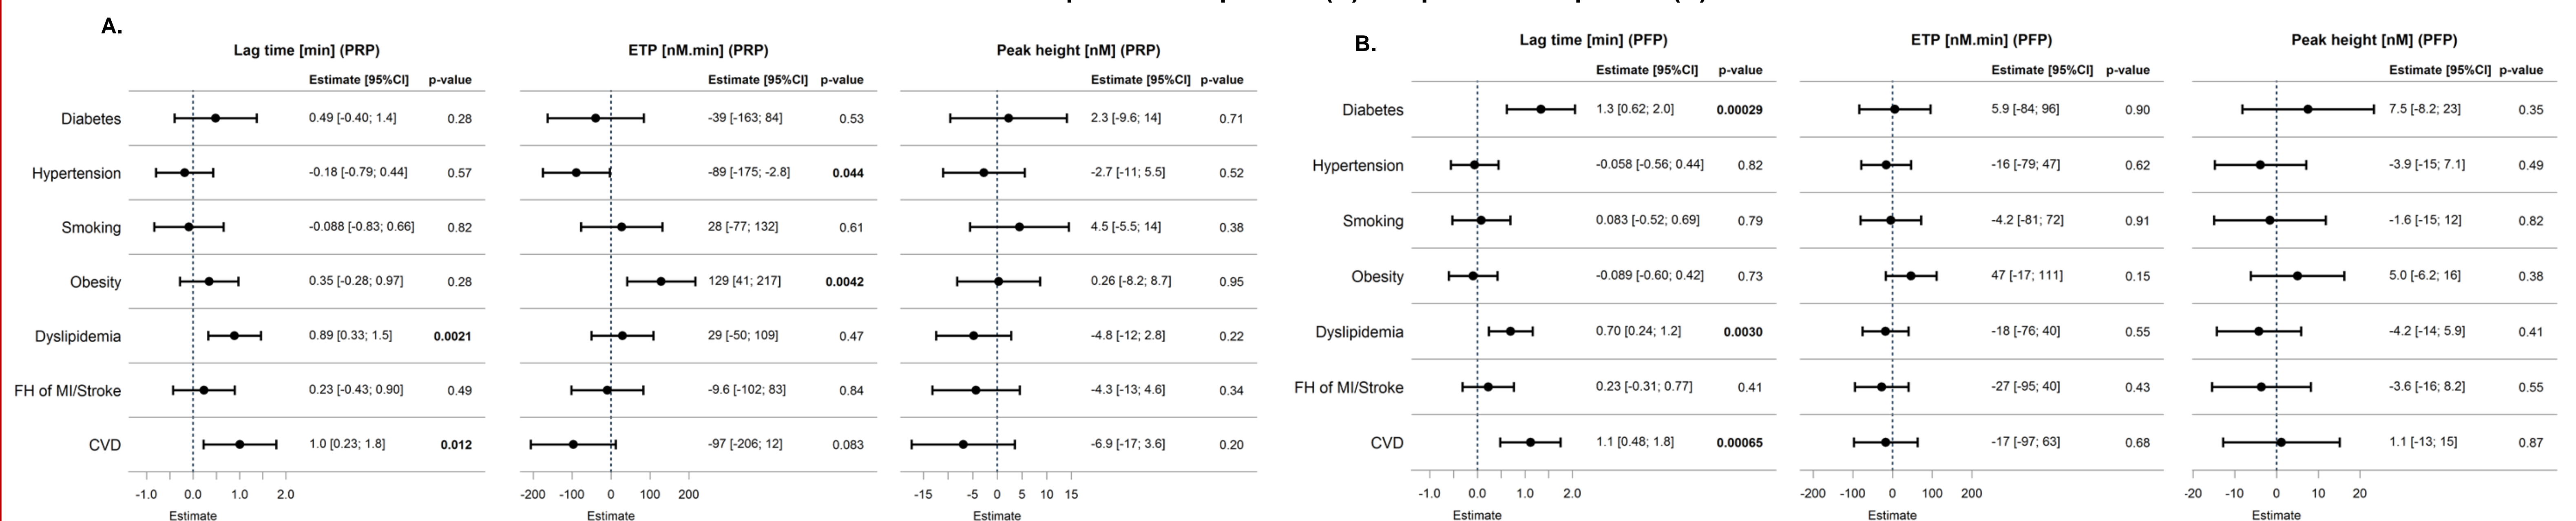 A.
Lag time [min] (PRP)
Estimate [95%CI] p-value
Diabetes 0.49 [-0.40; 1.4] 0.28
Hypertension -0.18 [-0.79; 0.44] 0.57
Smoking -0.088 [-0.83; 0.66] 0.82
Obesity 0.35 [-0.28; 0.97] 0.28
Dyslipidemia 0.89 [0.33; 1.5] 0.0021
FH of MI/Stroke 0.23 [-0.43; 0.90] 0.49
CVD 1.0 [0.23; 1.8] 0.012
-1.0 0.0 1.0 2.0
Estimate
ETP [nM.min] (PRP)
Estimate [95%CI] p-value
-39 [-163; 84] 0.53
-89 [-175; -2.8] 0.044
28 [-77; 132] 0.61
129 [41; 217] 0.0042
29 [-50; 109] 0.47
-9.6 [-102; 83] 0.84
-97 [-206; 12] 0.083
-200 -100 0 100 200
Estimate
Peak height [nM] (PRP)
Estimate [95%CI] p-value
2.3 [-9.6; 14] 0.71
-2.7 [-11; 5.5] 0.52
4.5 [-5.5; 14] 0.38
0.26 [-8.2; 8.7] 0.95
-4.8 [-12; 2.8] 0.22
-4.3 [-13; 4.6] 0.34
-6.9 [-17; 3.6] 0.20
-15 -5 0 5 10 15
Estimate
B.
Lag time [min] (PFP)
Estimate [95%CI] p-value
Diabetes 1.3 [0.62; 2.0] 0.00029
Hypertension -0.058 [-0.56; 0.44] 0.82
Smoking 0.083 [-0.52; 0.69] 0.79
Obesity -0.089 [-0.60; 0.42] 0.73
Dyslipidemia 0.70 [0.24; 1.2] 0.0030
FH of MI/Stroke 0.23 [-0.31; 0.77] 0.41
CVD 1.1 [0.48; 1.8] 0.00065
-1.0 0.0 1.0 2.0
Estimate
ETP [nM.min] (PFP)
Estimate [95%CI] p-value
5.9 [-84; 96] 0.90
-16 [-79; 47] 0.62
-4.2 [-81; 72] 0.91
47 [-17; 111] 0.15
-18 [-76; 40] 0.55
-27 [-95; 40] 0.43
-17 [-97; 63] 0.68
-200 -100 0 100 200
Estimate
Peak height [nM] (PFP)
Estimate [95%CI] p-value
7.5 [-8.2; 23] 0.35
-3.9 [-15; 7.1] 0.49
-1.6 [-15; 12] 0.82
5.0 [-6.2; 16] 0.38
-4.2 [-14; 5.9] 0.41
-3.6 [-16; 8.2] 0.55
1.1 [-13; 15] 0.87
-20 -10 0 10 20
Estimate